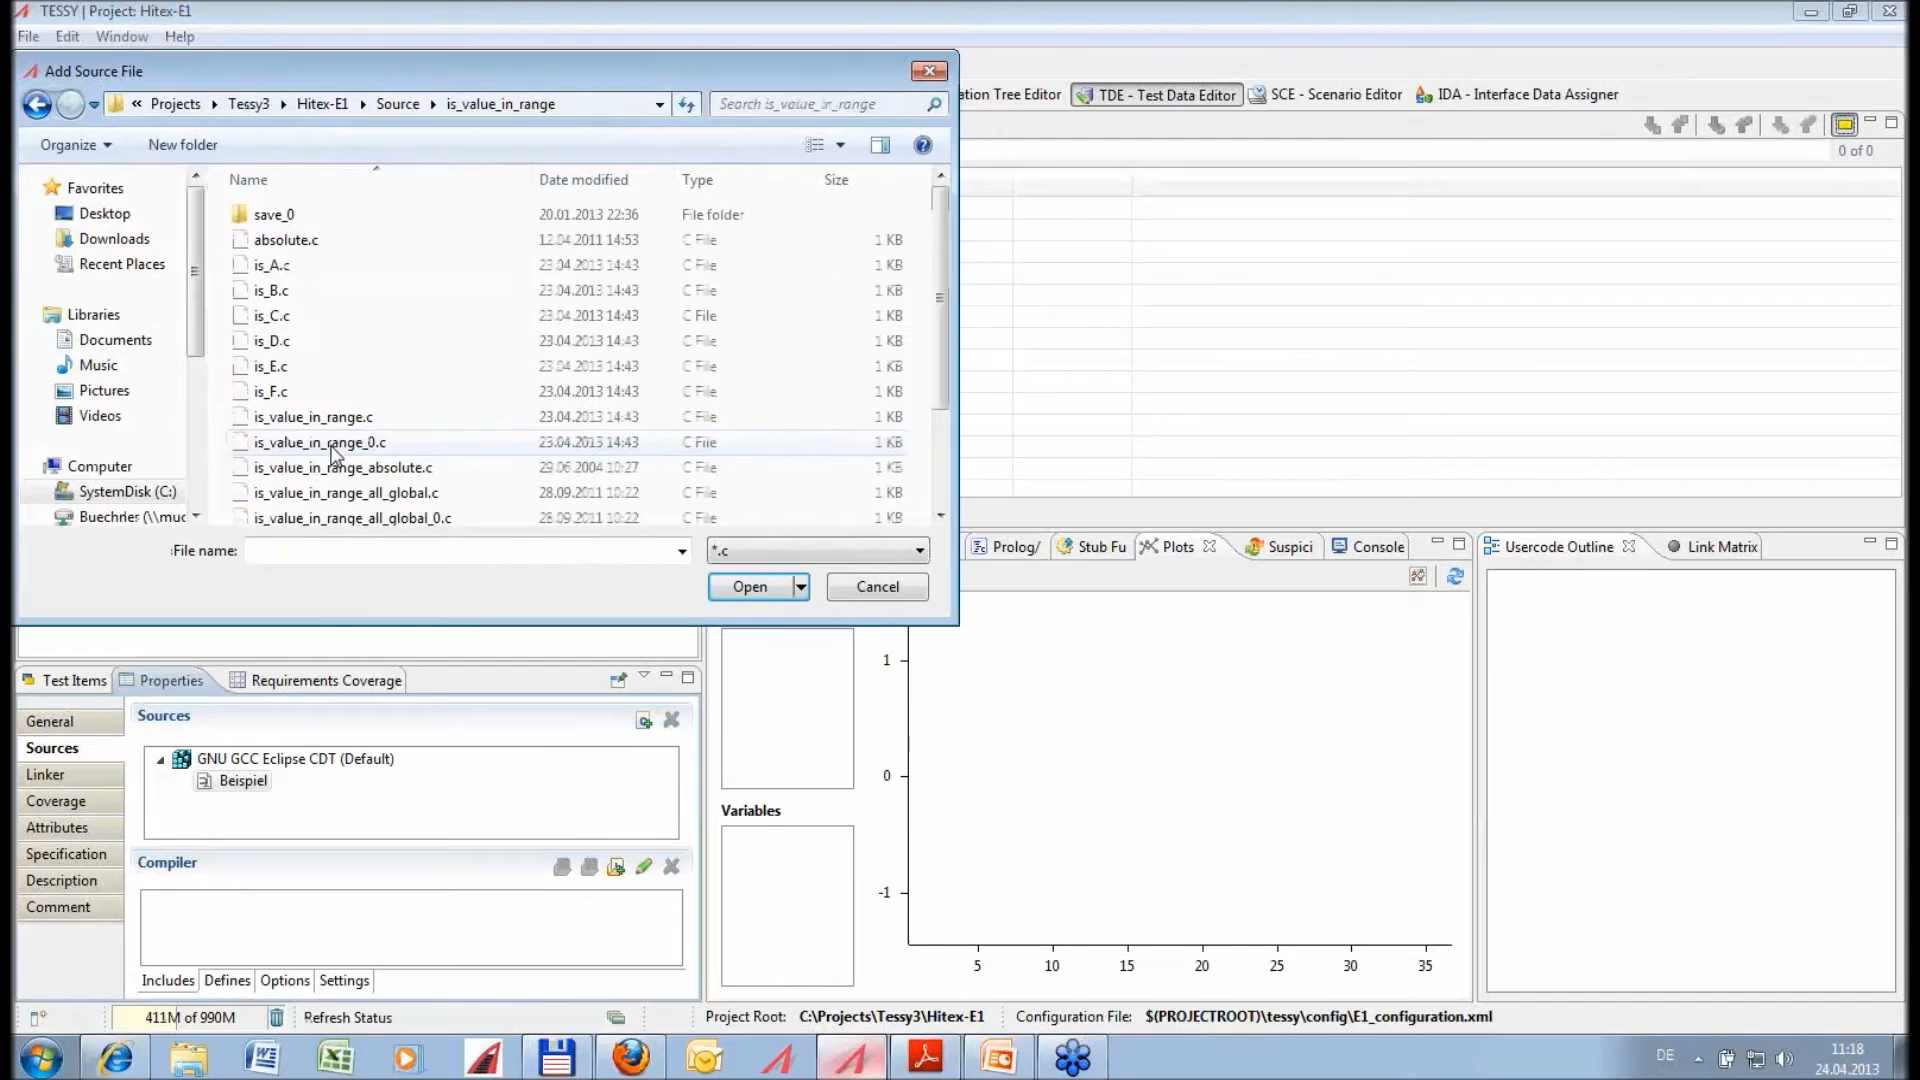 TESSY | Project: Hitex-E1
File Edit Window Help
Add Source File
« Projects Tessy3 Hitex-E1 Source is_value_in_range
Search is_value_in_range
ation Tree Editor TDE - Test Data Editor SCE - Scenario Editor IDA - Interface Data Assigner
Organize New folder
0 of 0
Name Date modified Type Size
Favorites
Desktop
Downloads
Recent Places
Libraries
Documents
Music
Pictures
Videos
Computer
SystemDisk (C:)
Buechner (\\muc
save_0 20.01.2013 22:36 File folder
absolute.c 12.04.2011 14:53 C File 1 KB
is_A.c 23.04.2013 14:43 C File 1 KB
is_B.c 23.04.2013 14:43 C File 1 KB
is_C.c 23.04.2013 14:43 C File 1 KB
is_D.c 23.04.2013 14:43 C File 1 KB
is_E.c 23.04.2013 14:43 C File 1 KB
is_F.c 23.04.2013 14:43 C File 1 KB
is_value_in_range.c 23.04.2013 14:43 C File 1 KB
is_value_in_range_0.c 23.04.2013 14:43 C File 1 KB
is_value_in_range_absolute.c 29.06.2004 10:27 C File 1 KB
is_value_in_range_all_global.c 28.09.2011 10:22 C File 1 KB
is_value_in_range_all_global_0.c 28.09.2011 10:22 C File 1 KB
File name: *.c
Open Cancel
Prolog/ Stub Fu Plots Suspici Console
Usercode Outline Link Matrix
Test Items Properties Requirements Coverage
General
Sources
Linker
Coverage
Attributes
Specification
Description
Comment
Sources
GNU GCC Eclipse CDT (Default)
Beispiel
Compiler
Includes Defines Options Settings
Variables
1
0
-1
5 10 15 20 25 30 35
411M of 990M Refresh Status
Project Root: C:\Projects\Tessy3\Hitex-E1 Configuration File: $(PROJECTROOT)\tessy\config\E1_configuration.xml
DE
11:18
24.04.2013